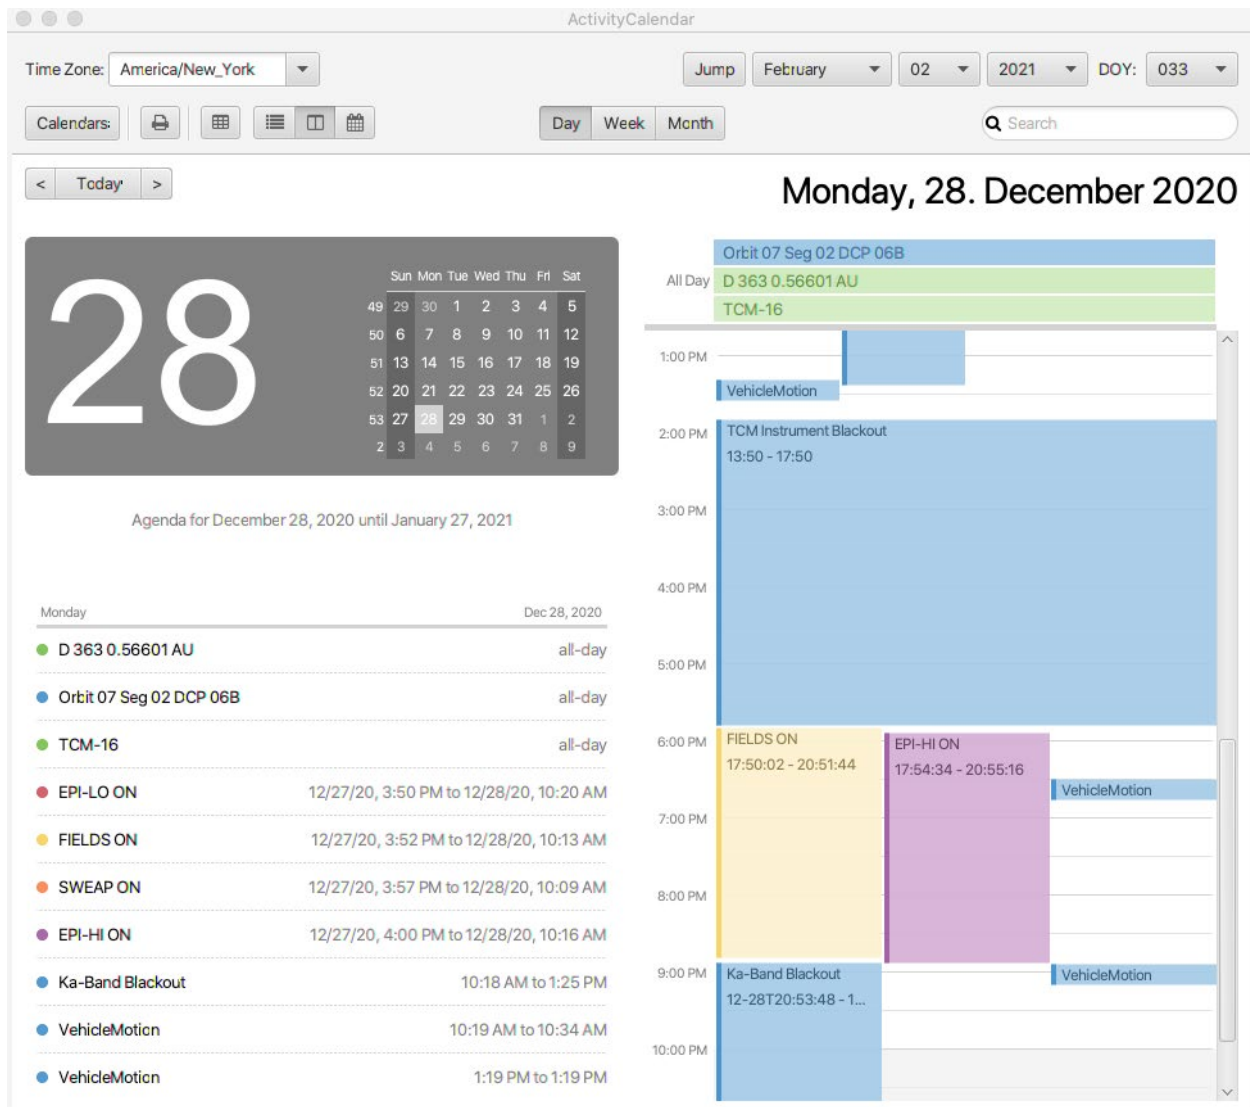 ActivityCalendar
Time Zone: America/New_York Jump February 02 2021 DOY: 033
Calendars: Day Week Month Search
< Today >
Monday, 28. December 2020
28
Sun Mon Tue Wed Thu Fri Sat
49 29 30 1 2 3 4 5
50 6 7 8 9 10 11 12
51 13 14 15 16 17 18 19
52 20 21 22 23 24 25 26
53 27 28 29 30 31 1 2
2 3 4 5 6 7 8 9
Agenda for December 28, 2020 until January 27, 2021
Monday Dec 28, 2020
D 363 0.56601 AU all-day
Orbit 07 Seg 02 DCP 06B all-day
TCM-16 all-day
EPI-LO ON 12/27/20, 3:50 PM to 12/28/20, 10:20 AM
FIELDS ON 12/27/20, 3:52 PM to 12/28/20, 10:13 AM
SWEAP ON 12/27/20, 3:57 PM to 12/28/20, 10:09 AM
EPI-HI ON 12/27/20, 4:00 PM to 12/28/20, 10:16 AM
Ka-Band Blackout 10:18 AM to 1:25 PM
VehicleMotion 10:19 AM to 10:34 AM
VehicleMotion 1:19 PM to 1:19 PM
Orbit 07 Seg 02 DCP 06B
All Day D 363 0.56601 AU
TCM-16
1:00 PM
VehicleMotion
2:00 PM TCM Instrument Blackout
13:50 - 17:50
3:00 PM
4:00 PM
5:00 PM
6:00 PM FIELDS ON EPI-HI ON
17:50:02 - 20:51:44 17:54:34 - 20:55:16
VehicleMotion
7:00 PM
8:00 PM
9:00 PM Ka-Band Blackout VehicleMotion
12-28T20:53:48 - 1...
10:00 PM